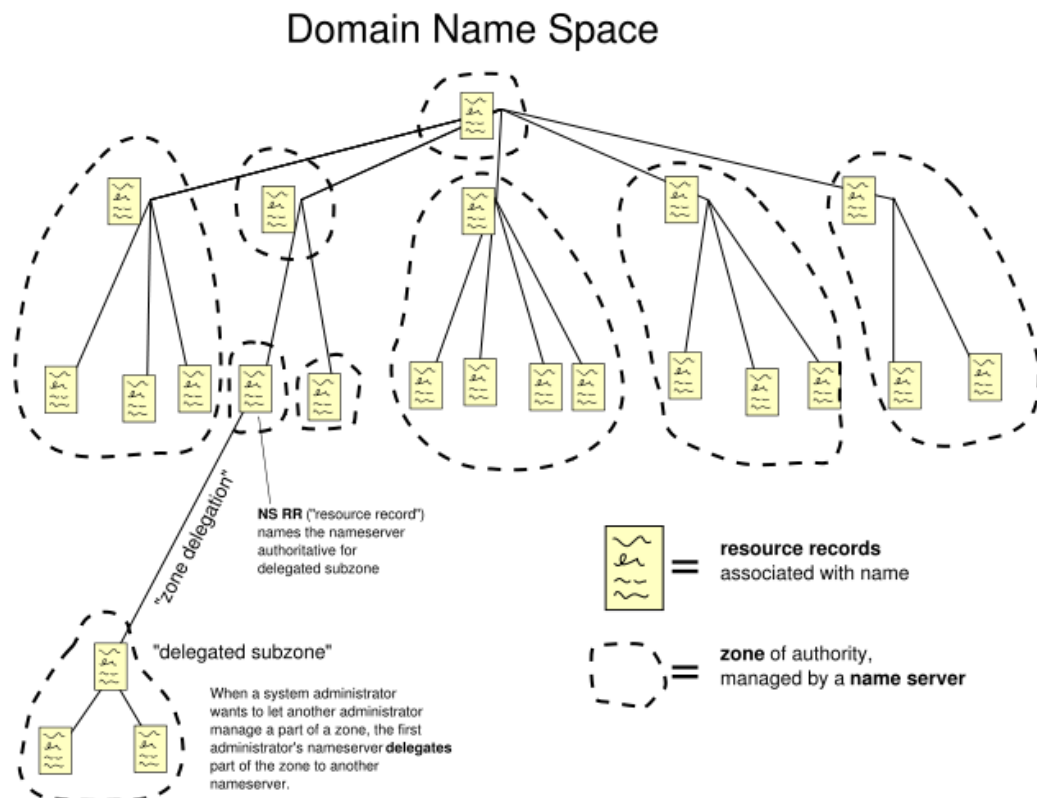 Domain Name Space
"zone delegation"
NS RR ("resource record")
names the nameserver
authoritative for
delegated subzone
resource records
associated with name
zone of authority,
managed by a name server
"delegated subzone"
When a system administrator
wants to let another administrator
manage a part of a zone, the first
administrator's nameserver delegates
part of the zone to another
nameserver.